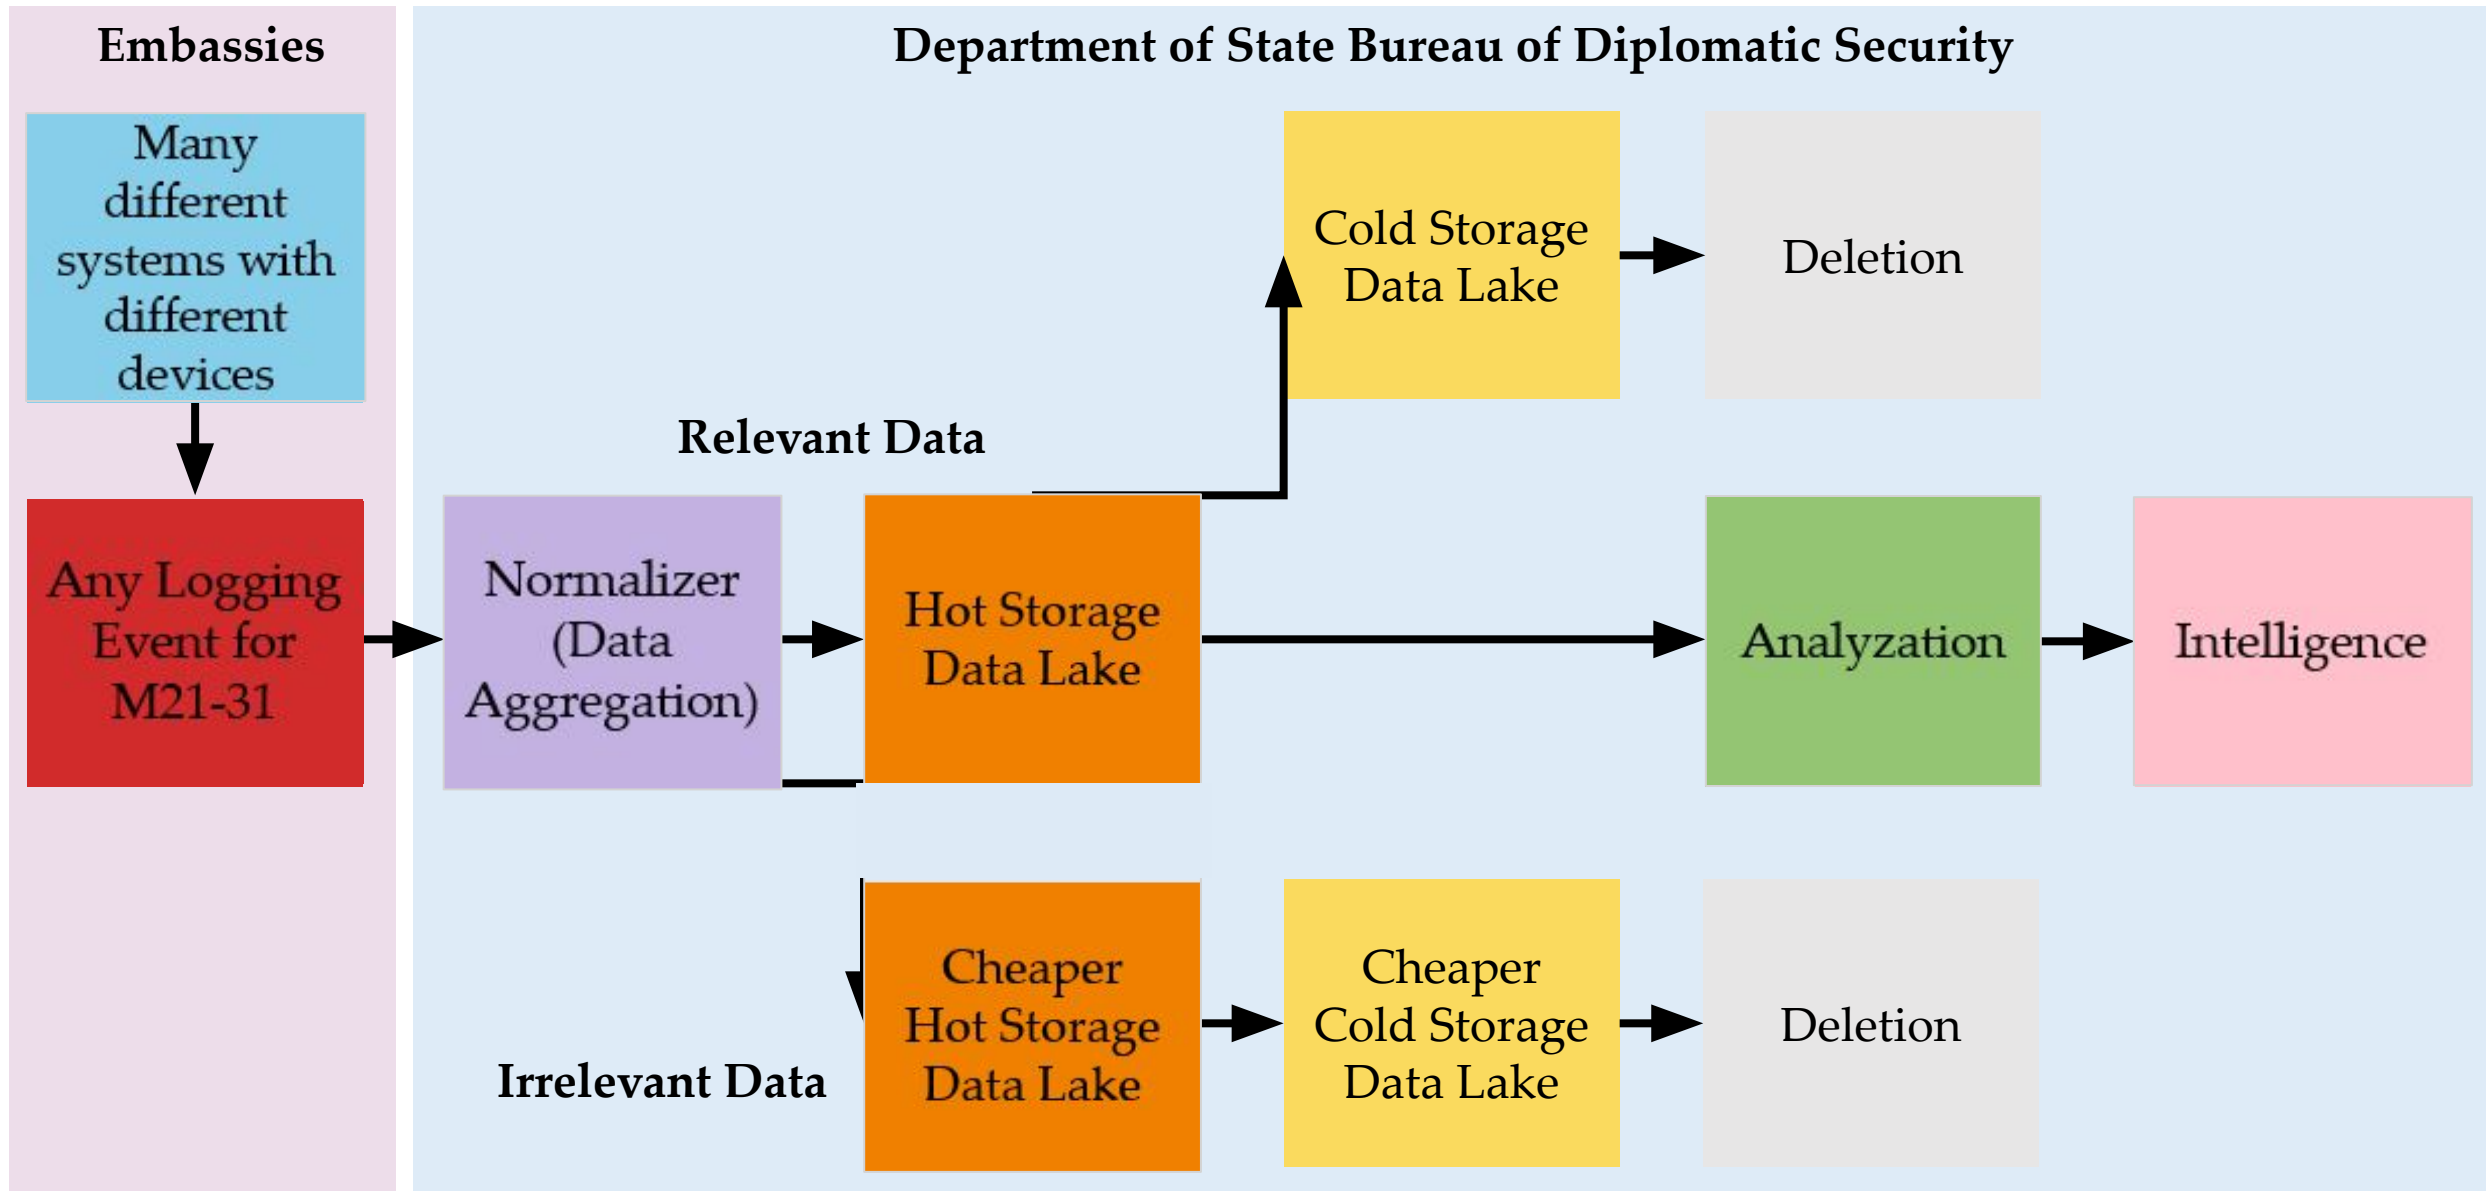 Embassies
Department of State Bureau of Diplomatic Security
Many
different
systems with
different
devices
Cold Storage
Data Lake
Deletion
Relevant Data
Any Logging
Event for
M21-31
Normalizer
(Data
Aggregation)
Hot Storage
Data Lake
Analyzation
Intelligence
Irrelevant Data
Cheaper
Hot Storage
Data Lake
Cheaper
Cold Storage
Data Lake
Deletion